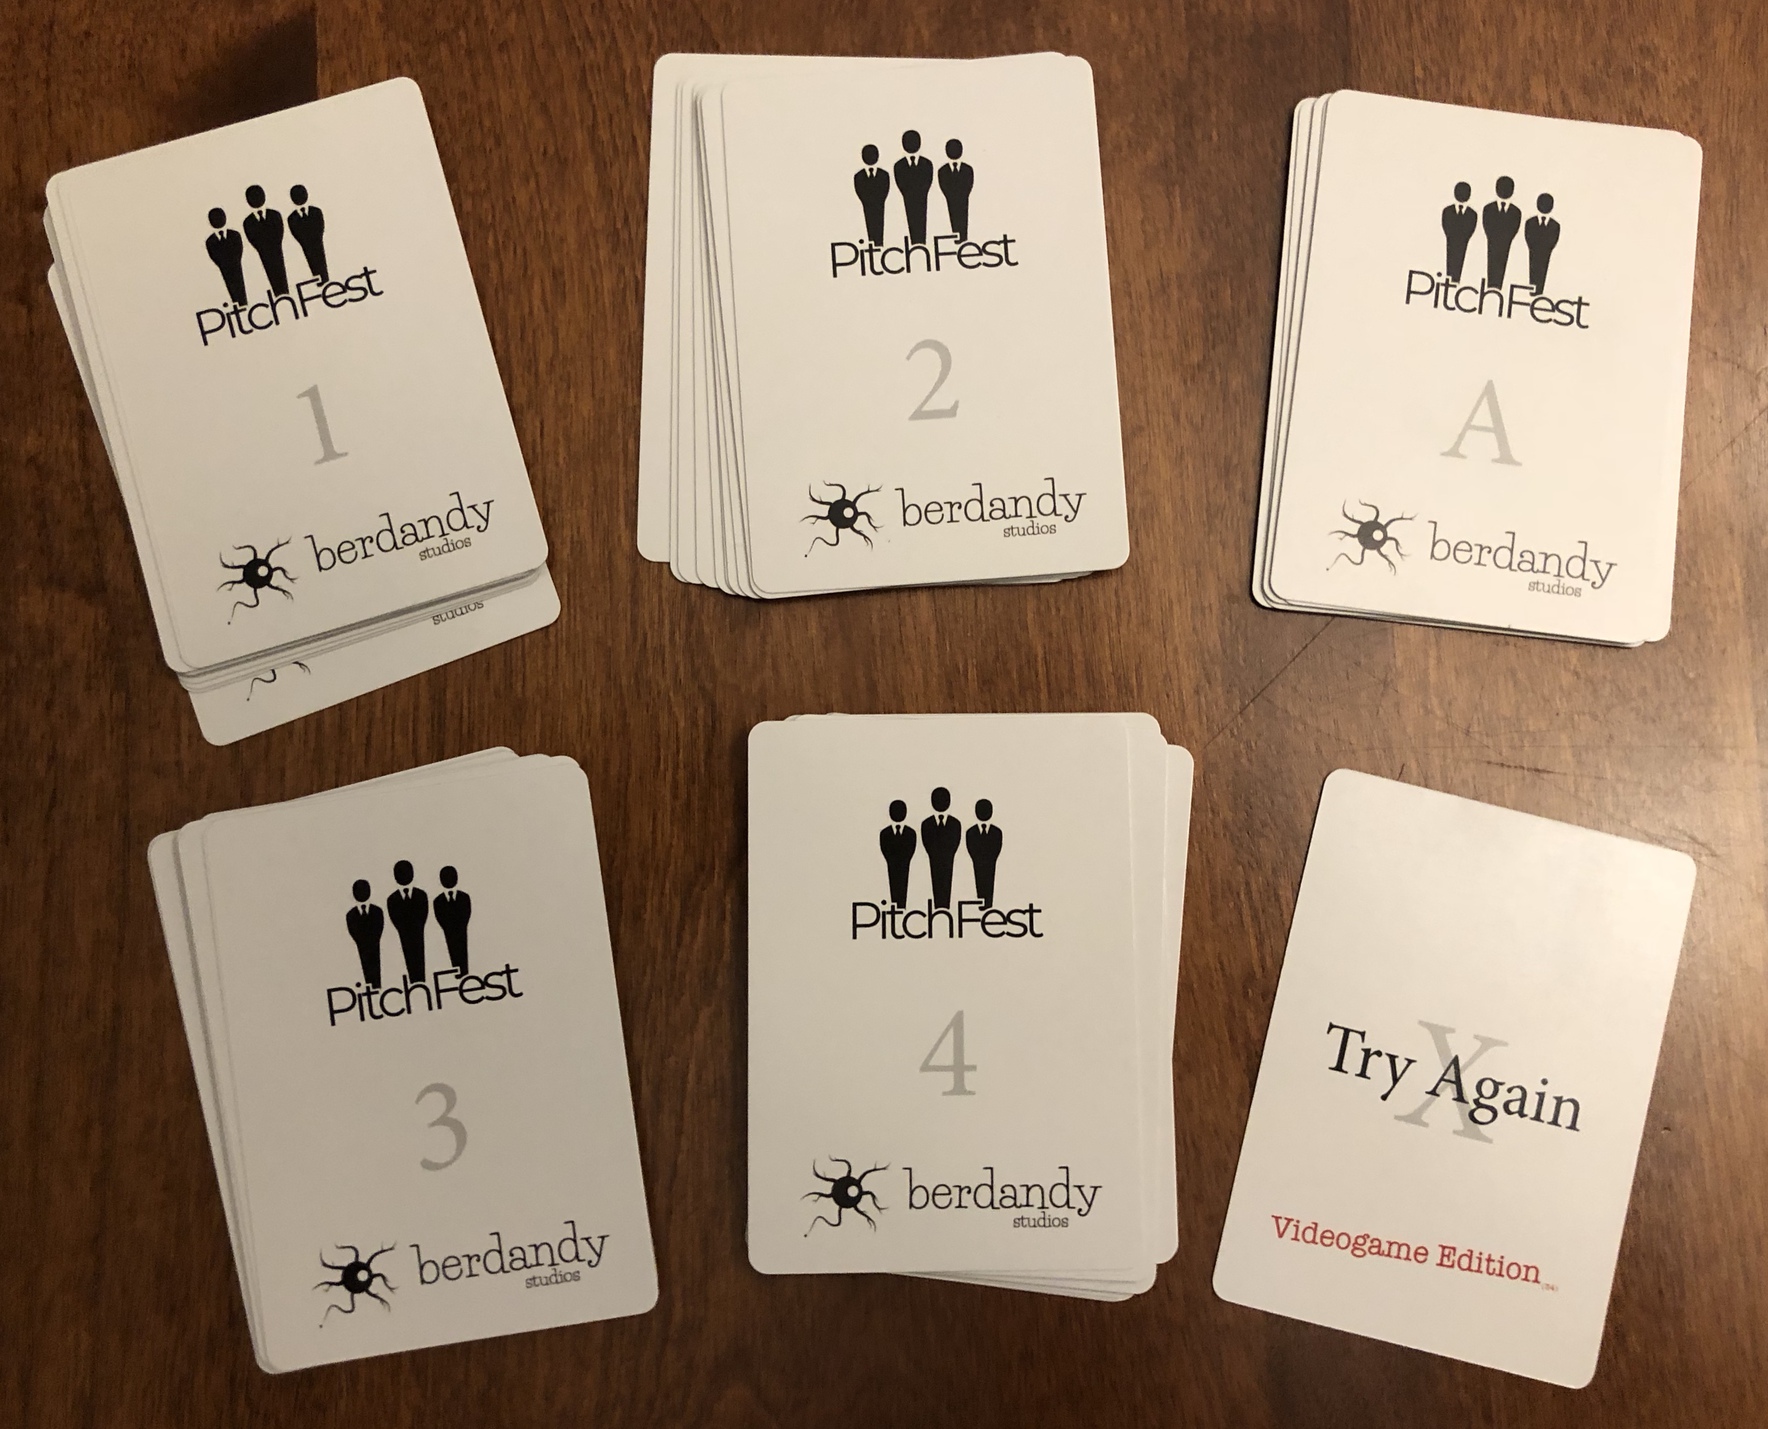 PitchFest
1
berdandy
studios
studios
PitchFest
2
berdandy
studios
PitchFest
A
berdandy
studios
PitchFest
3
berdandy
studios
PitchFest
4
berdandy
studios
X
Try Again
Videogame Edition